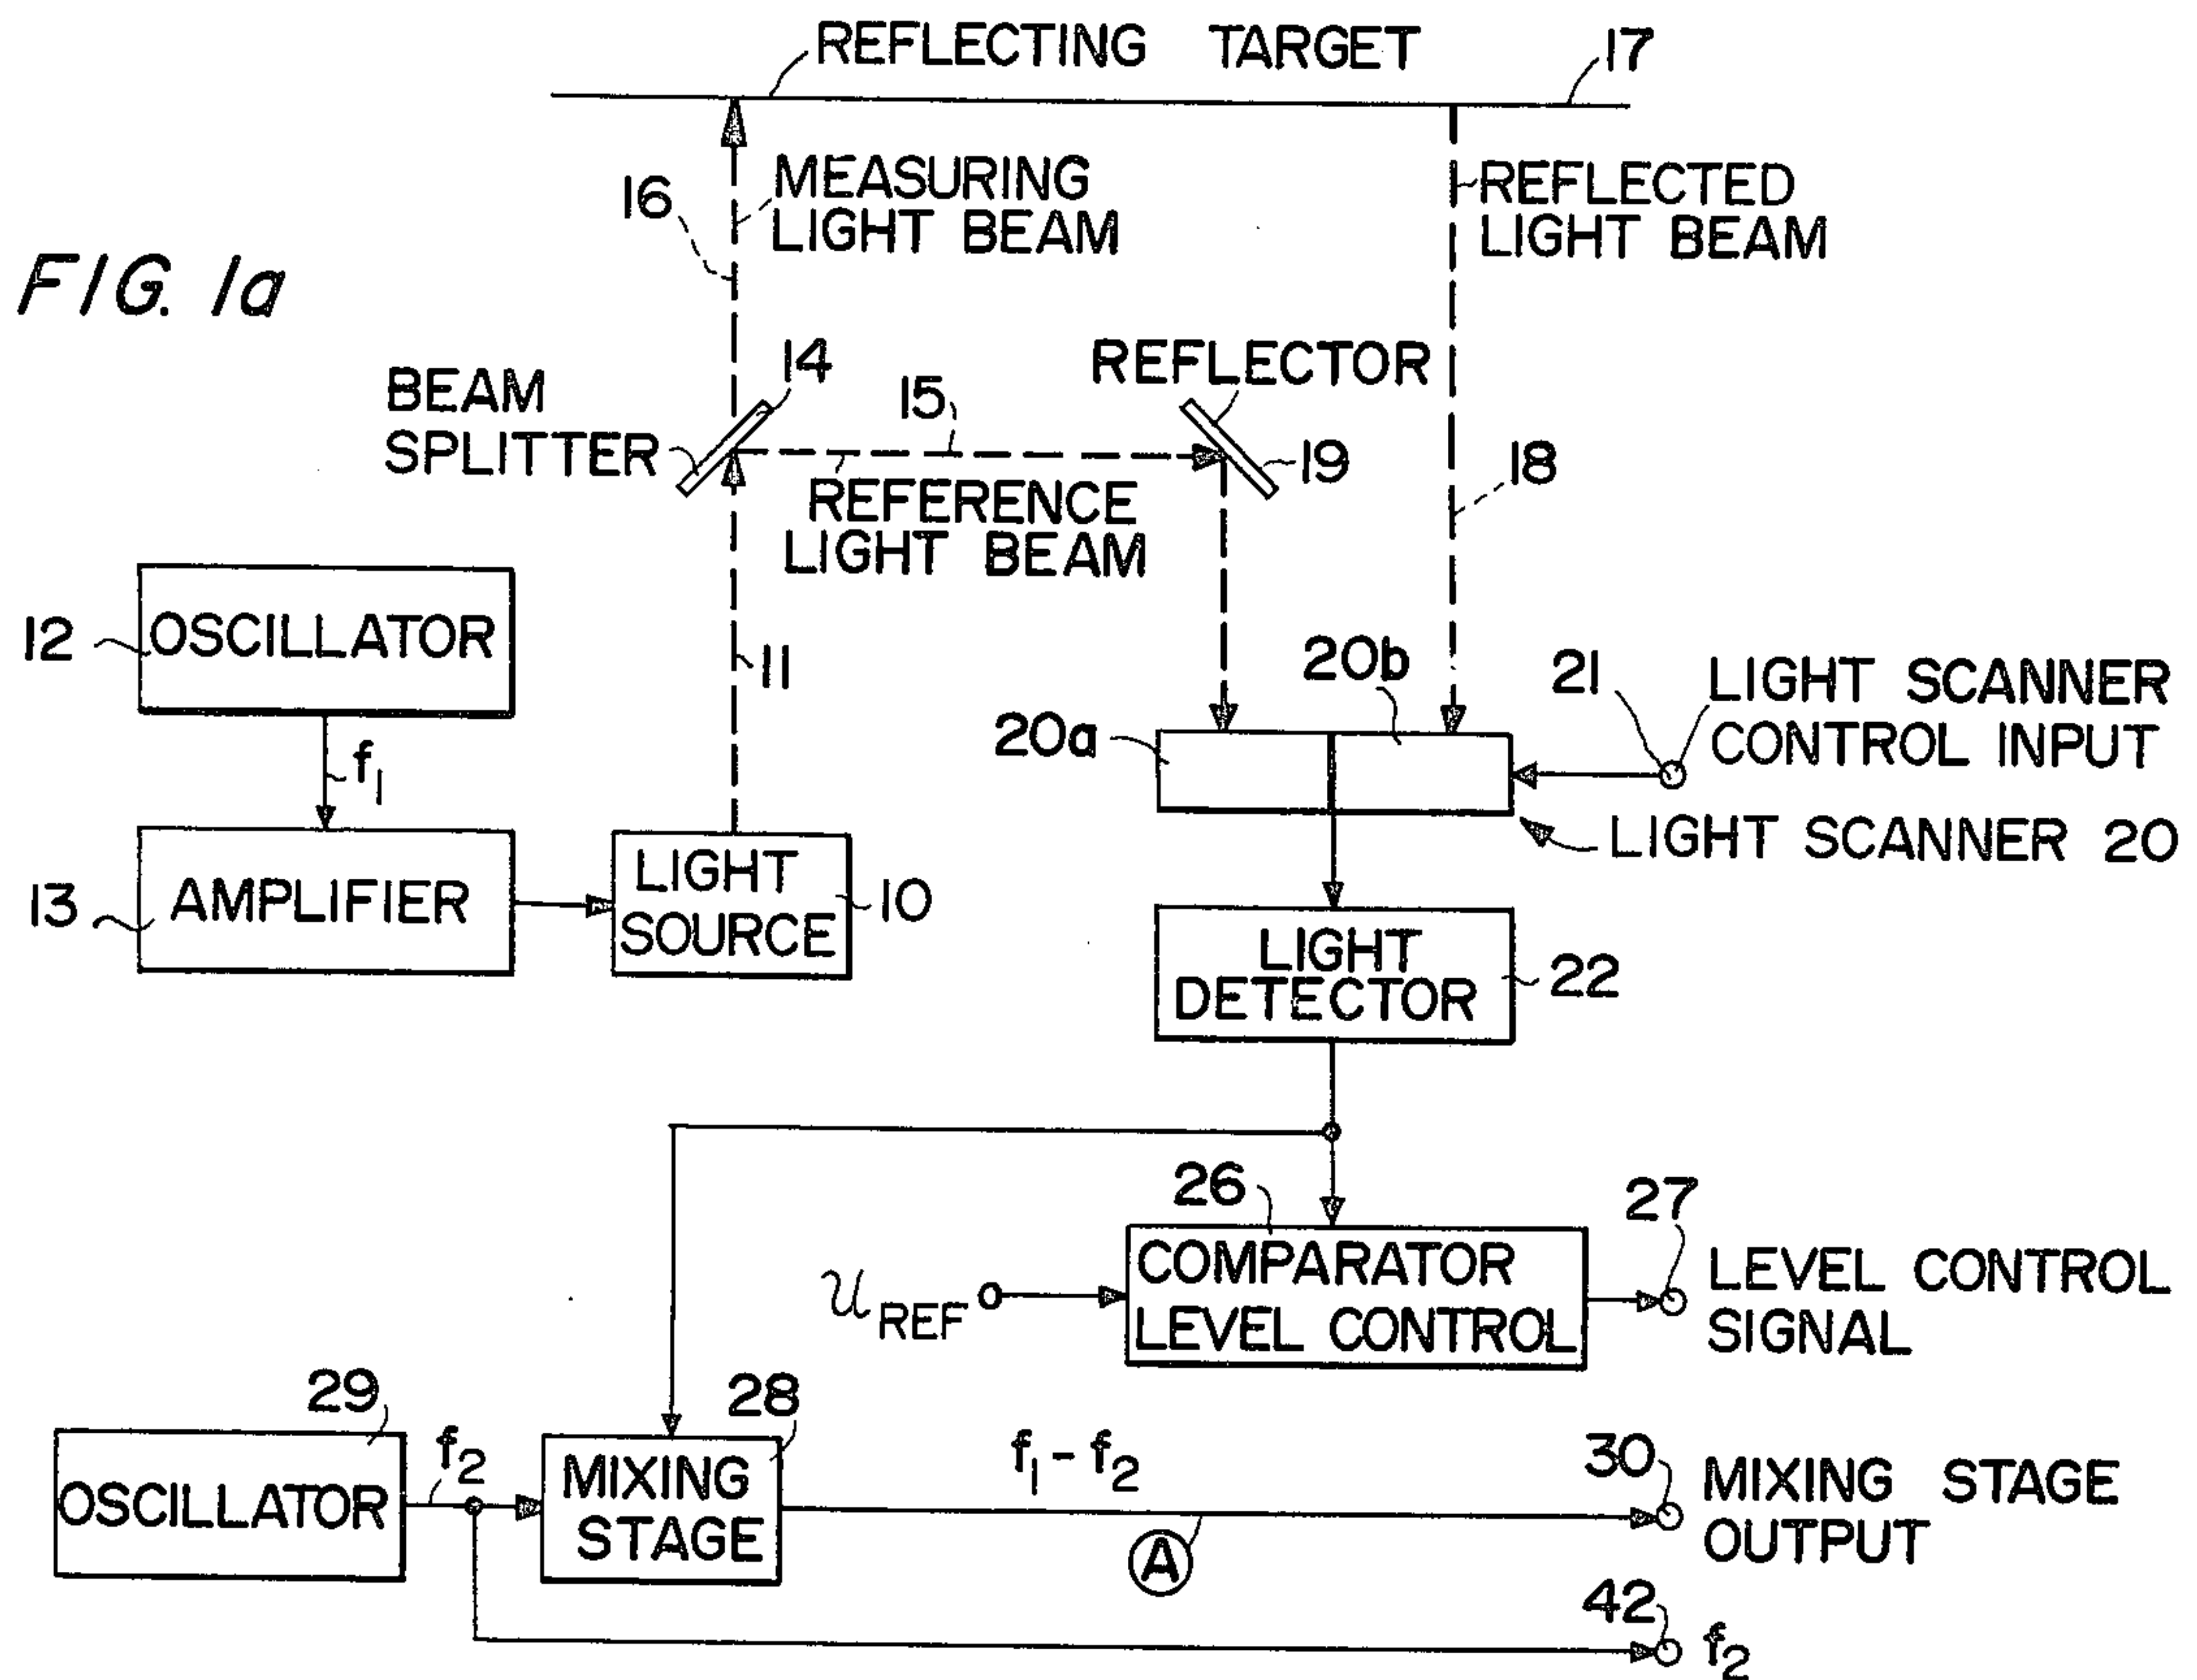 REFLECTING TARGET
17
MEASURING
LIGHT BEAM
16
REFLECTED
LIGHT BEAM
FIG. 1a
14
REFLECTOR
BEAM
SPLITTER
15
19
18
REFERENCE
LIGHT BEAM
12
OSCILLATOR
11
20b
21
LIGHT SCANNER
CONTROL INPUT
20a
f1
LIGHT SCANNER 20
13
AMPLIFIER
LIGHT
SOURCE
10
LIGHT
DETECTOR
22
26
27
COMPARATOR
LEVEL CONTROL
U REF
LEVEL CONTROL
SIGNAL
29
28
f2
f1 - f2
30
OSCILLATOR
MIXING
STAGE
MIXING STAGE
OUTPUT
A
42
f2